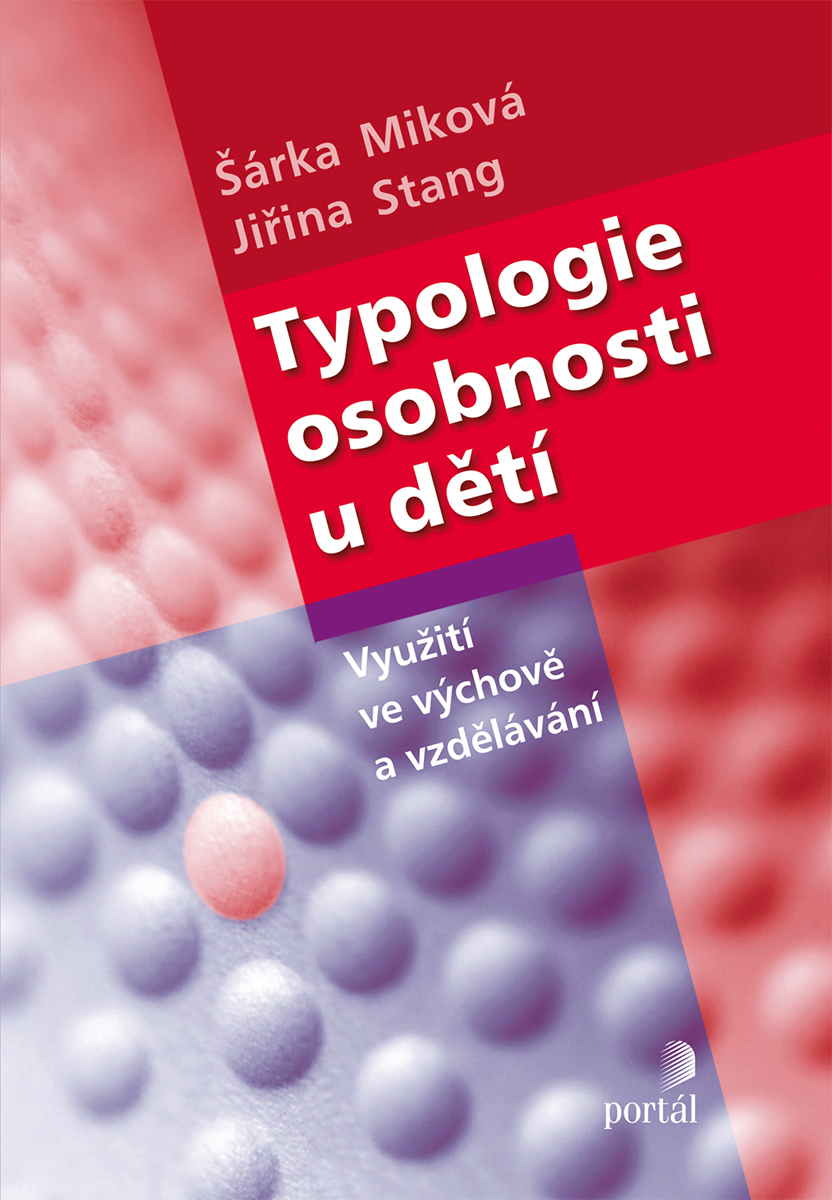 Šárka Miková
Jiřina Stang
Typologie
osobnosti
u dětí
Využití
ve výchově
a vzdělávání
portál